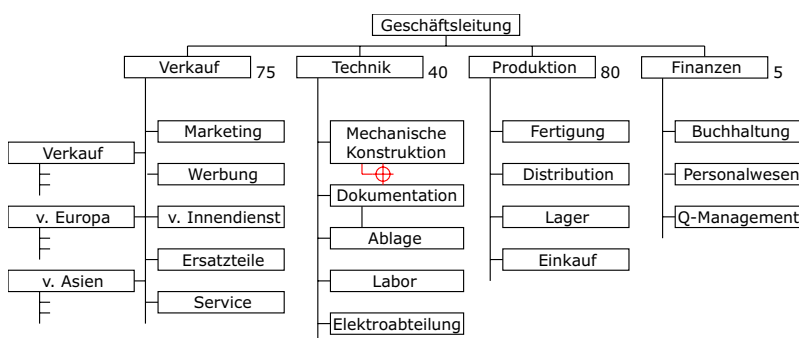 Geschäftsleitung
Verkauf 75
Technik 40
Produktion 80
Finanzen 5
Verkauf
v. Europa
v. Asien
Marketing
Werbung
v. Innendienst
Ersatzteile
Service
Mechanische
Konstruktion
Dokumentation
Ablage
Labor
Elektroabteilung
Fertigung
Distribution
Lager
Einkauf
Buchhaltung
Personalwesen
Q-Management